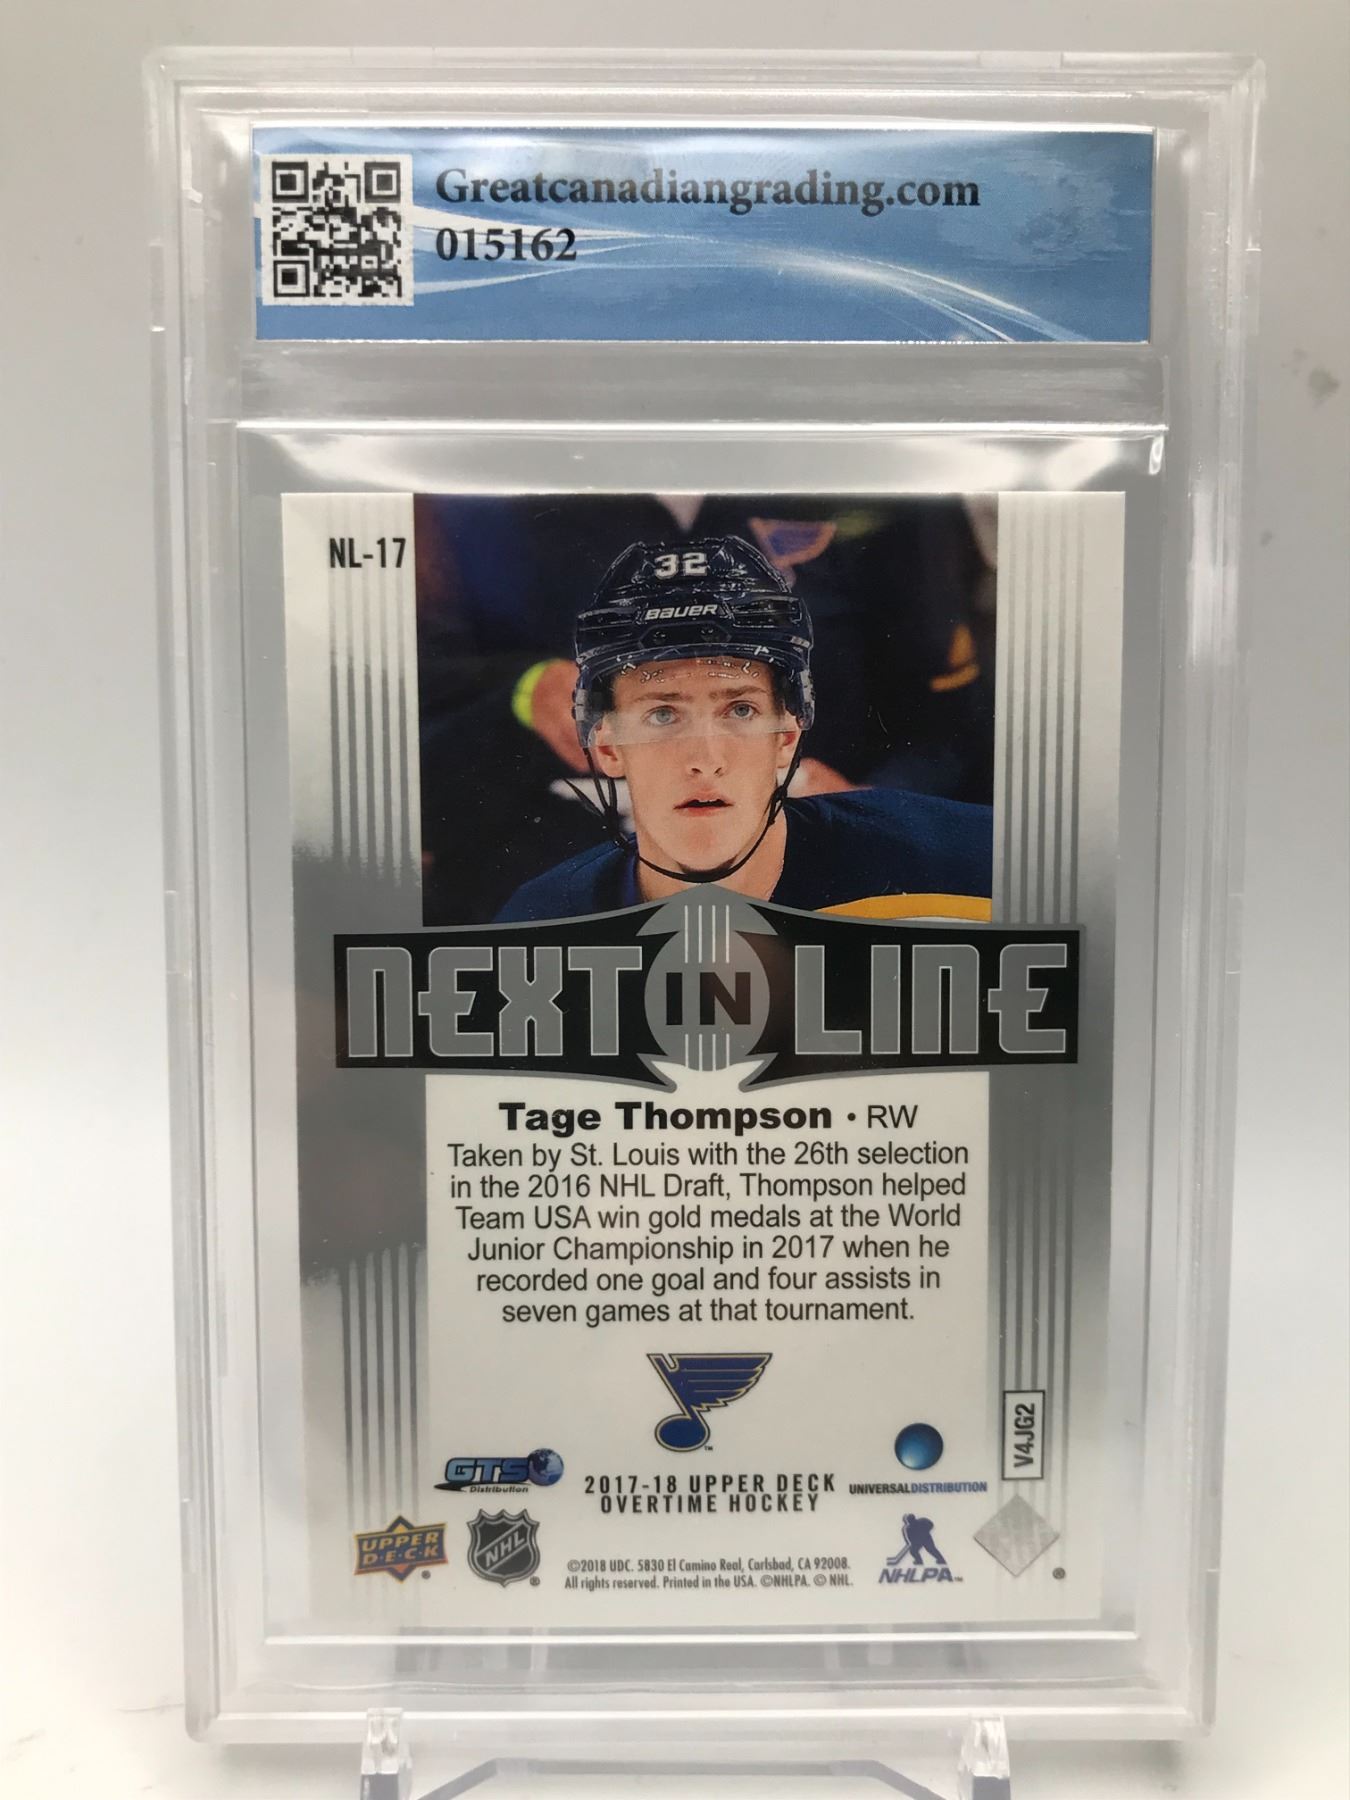 Greatcanadiangrading.com
015162
NL-17
32
BAUER
NEXT IN LINE
Tage Thompson • RW
Taken by St. Louis with the 26th selection
in the 2016 NHL Draft, Thompson helped
Team USA win gold medals at the World
Junior Championship in 2017 when he
recorded one goal and four assists in
seven games at that tournament.
V4JG2
TM
GTS
Distribution
2017-18 UPPER DECK
OVERTIME HOCKEY
UNIVERSALDISTRIBUTION
UPPER
D·E·C·K
®
NHL
®
©2018 UDC. 5830 El Camino Real, Carlsbad, CA 92008.
All rights reserved. Printed in the USA. ©NHLPA. © NHL.
NHLPA™
®